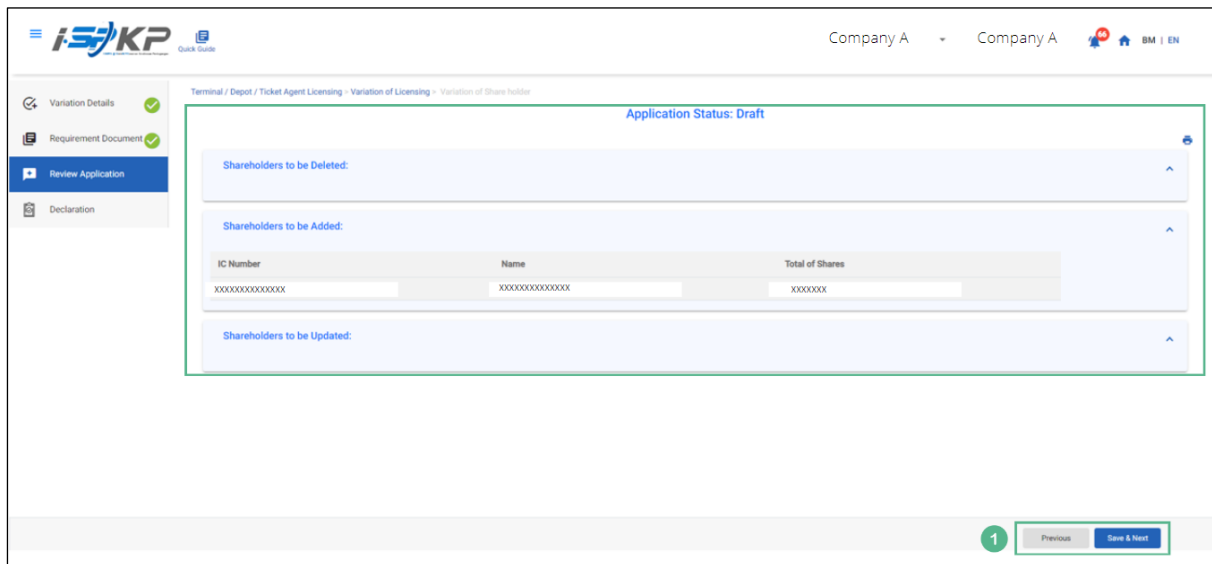 i-SPKP
Quick Guide
Company A
Company A
66
BM | EN
Variation Details
Requirement Document
Review Application
Declaration
Terminal / Depot / Ticket Agent Licensing > Variation of Licensing > Variation of Share holder
Application Status: Draft
Shareholders to be Deleted:
Shareholders to be Added:
IC Number Name Total of Shares
XXXXXXXXXXXXXX XXXXXXXXXXXXXX XXXXXXX
Shareholders to be Updated:
1 Previous Save & Next